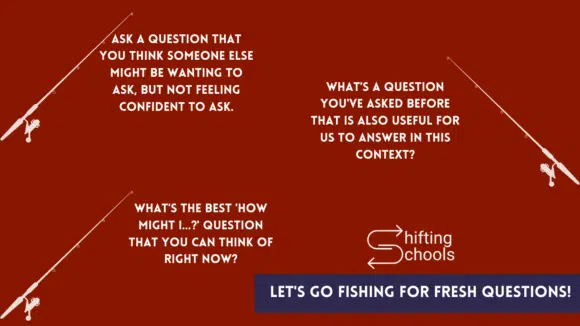 ASK A QUESTION THAT
YOU THINK SOMEONE ELSE
MIGHT BE WANTING TO
ASK, BUT NOT FEELING
CONFIDENT TO ASK.
WHAT'S A QUESTION
YOU'VE ASKED BEFORE
THAT IS ALSO USEFUL FOR
US TO ANSWER IN THIS
CONTEXT?
WHAT'S THE BEST 'HOW
MIGHT I...?' QUESTION
THAT YOU CAN THINK OF
RIGHT NOW?
Shifting
Schools
LET'S GO FISHING FOR FRESH QUESTIONS!